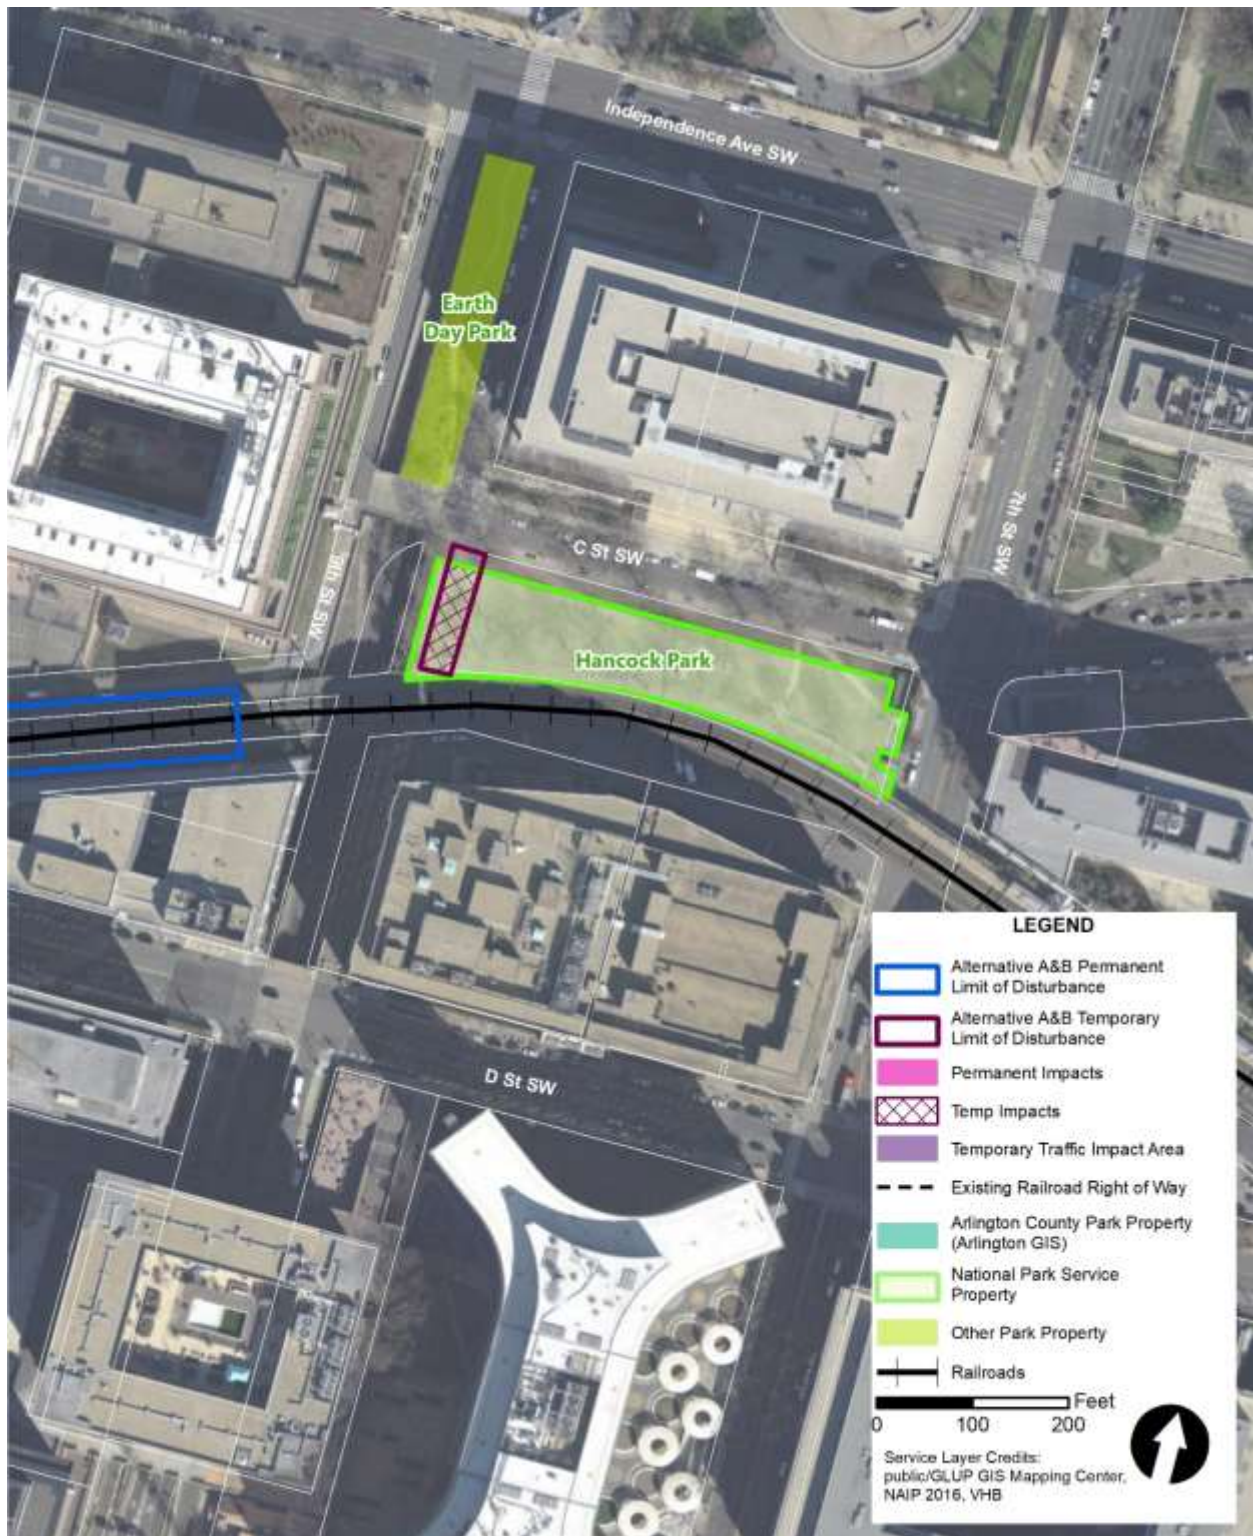 Independence Ave SW
Earth
Day Park
7th St SW
C St SW
9th St SW
Hancock Park
D St SW
LEGEND
Alternative A&B Permanent
Limit of Disturbance
Alternative A&B Temporary
Limit of Disturbance
Permanent Impacts
Temp Impacts
Temporary Traffic Impact Area
Existing Railroad Right of Way
Arlington County Park Property
(Arlington GIS)
National Park Service
Property
Other Park Property
Railroads
Feet
0 100 200
Service Layer Credits:
public/GLUP GIS Mapping Center,
NAIP 2016, VHB